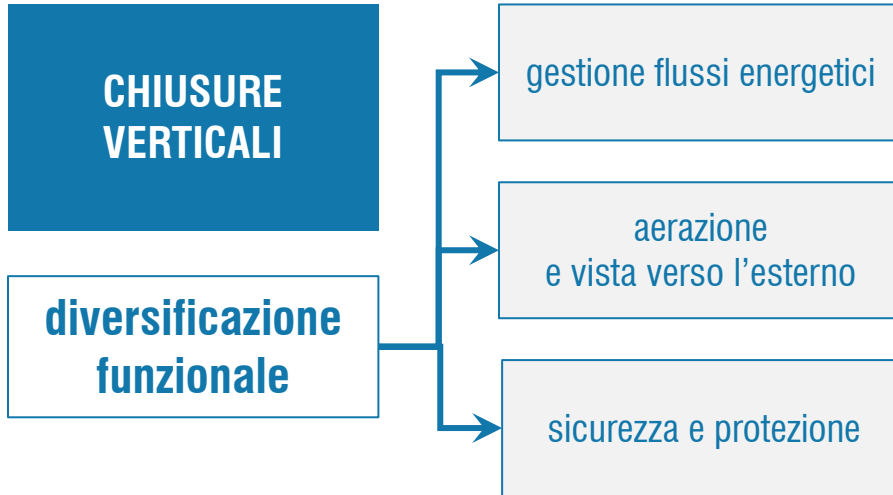 CHIUSURE
VERTICALI
diversificazione
funzionale
gestione flussi energetici
aerazione
e vista verso l’esterno
sicurezza e protezione